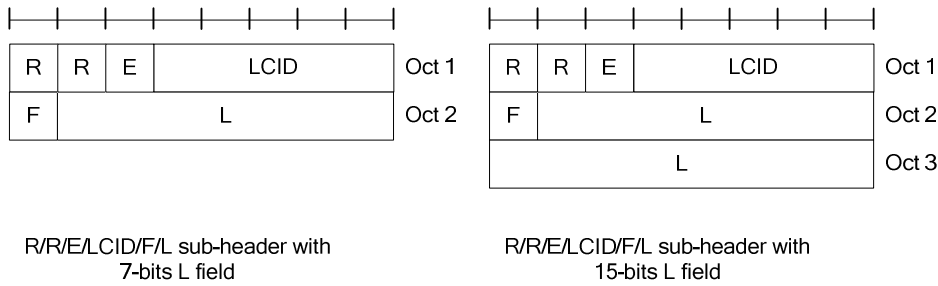 R R E LCID Oct 1
F L Oct 2
R/R/E/LCID/F/L sub-header with
7-bits L field
R R E LCID Oct 1
F L Oct 2
L Oct 3
R/R/E/LCID/F/L sub-header with
15-bits L field